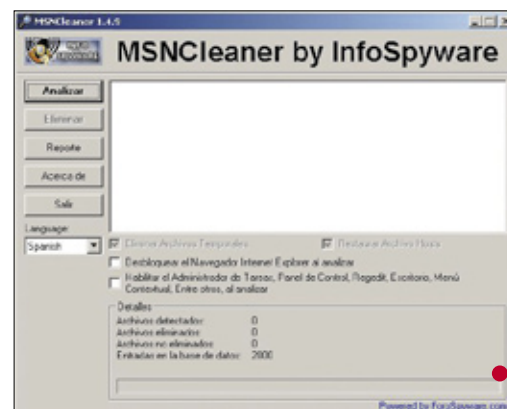 MSNCleaner 1.4.9
MSNCleaner by InfoSpyware
Analizar
Eliminar
Reporte
Acerca de
Salir
Language:
Spanish
Eliminar Archivos Temporales
Restaurar Archivo Hosts
Desbloquear el Navegador Internet Explorer al analizar
Habilitar el Administrador de Tareas, Panel de Control, Regedit, Escritorio, Menú
Contextual, Entre otros, al analizar
Detalles
Archivos detectados: 0
Archivos eliminados: 0
Archivos no eliminados: 0
Entradas en la base de datos: 2800
Powered by ForoSpyware.com